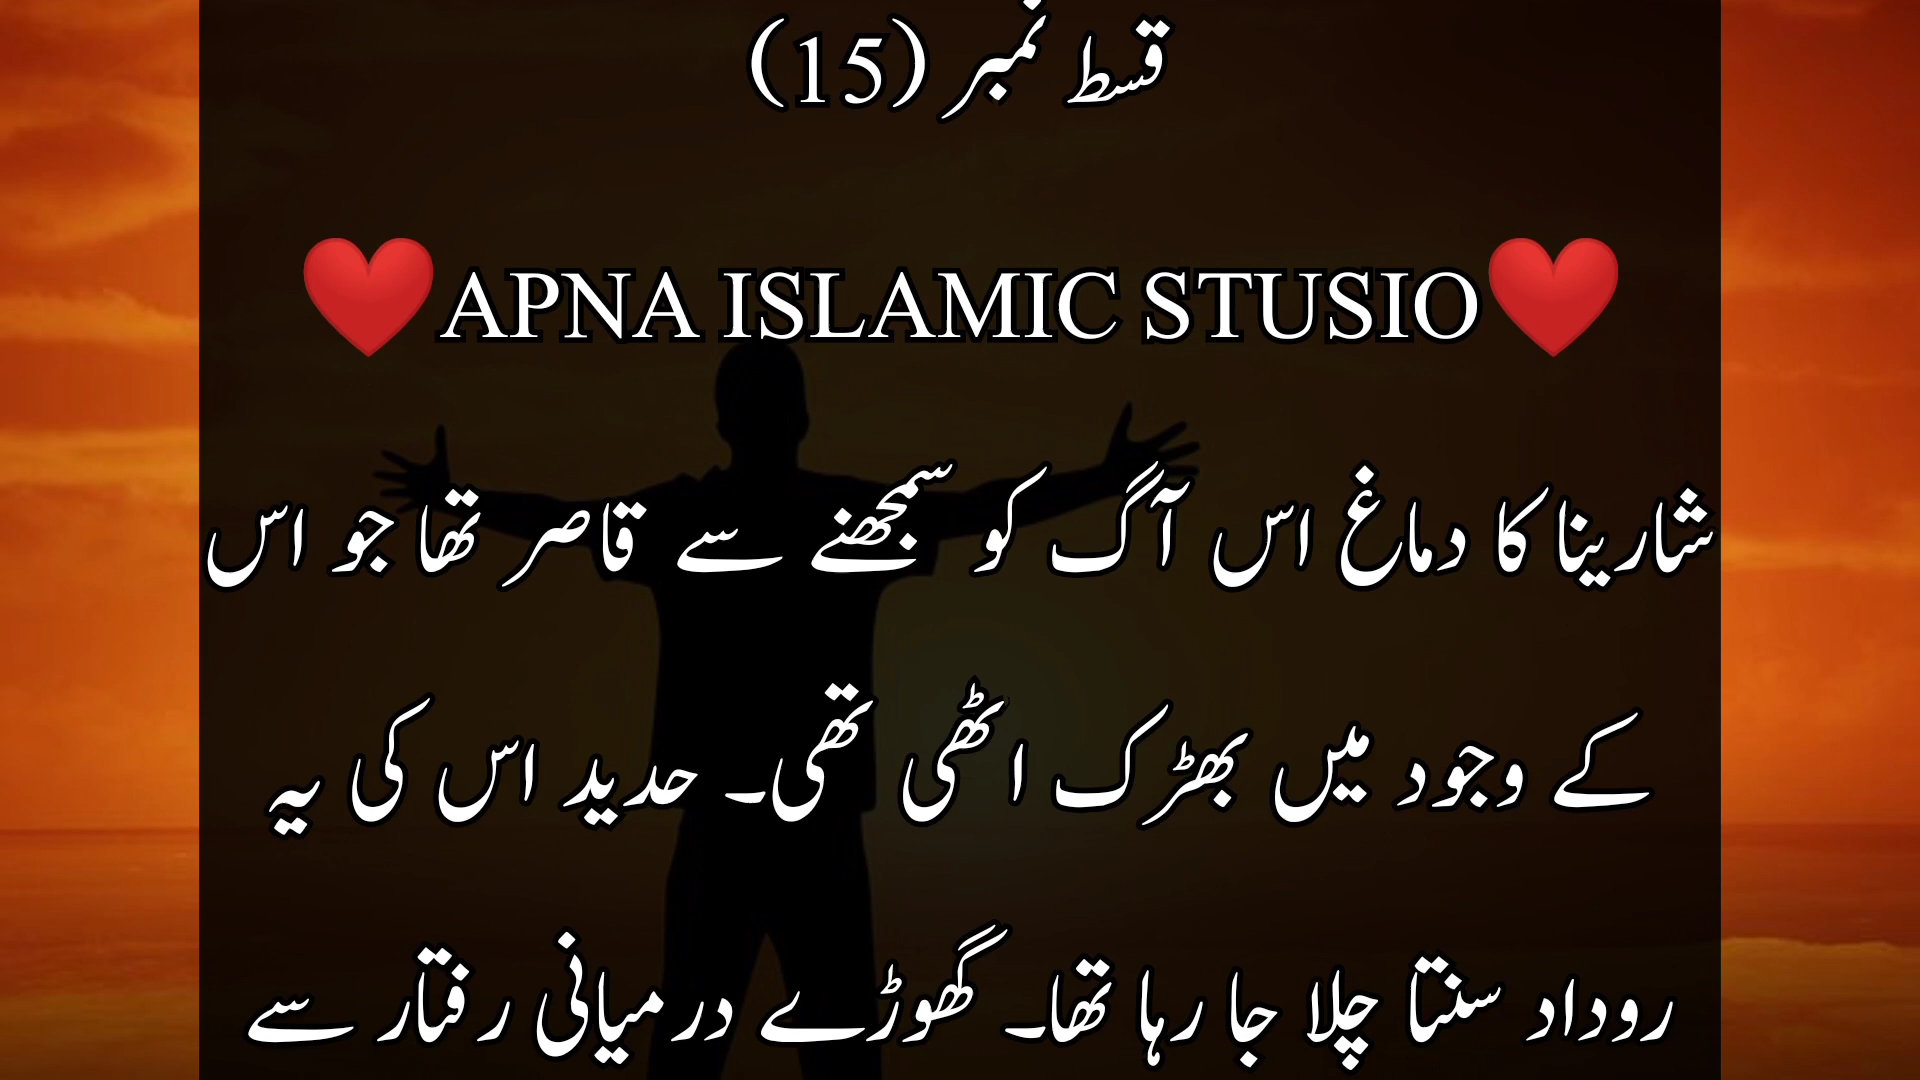 قسط نمبر (15)
❤️APNA ISLAMIC STUSIO❤️
شارینا کا دماغ اس آگ کو سمجھنے سے قاصر تھا جو اس
کے وجود میں بھڑک اٹھی تھی۔ حدید اس کی یہ
روداد سنتا چلا جا رہا تھا۔ گھوڑے درمیانی رفتار سے